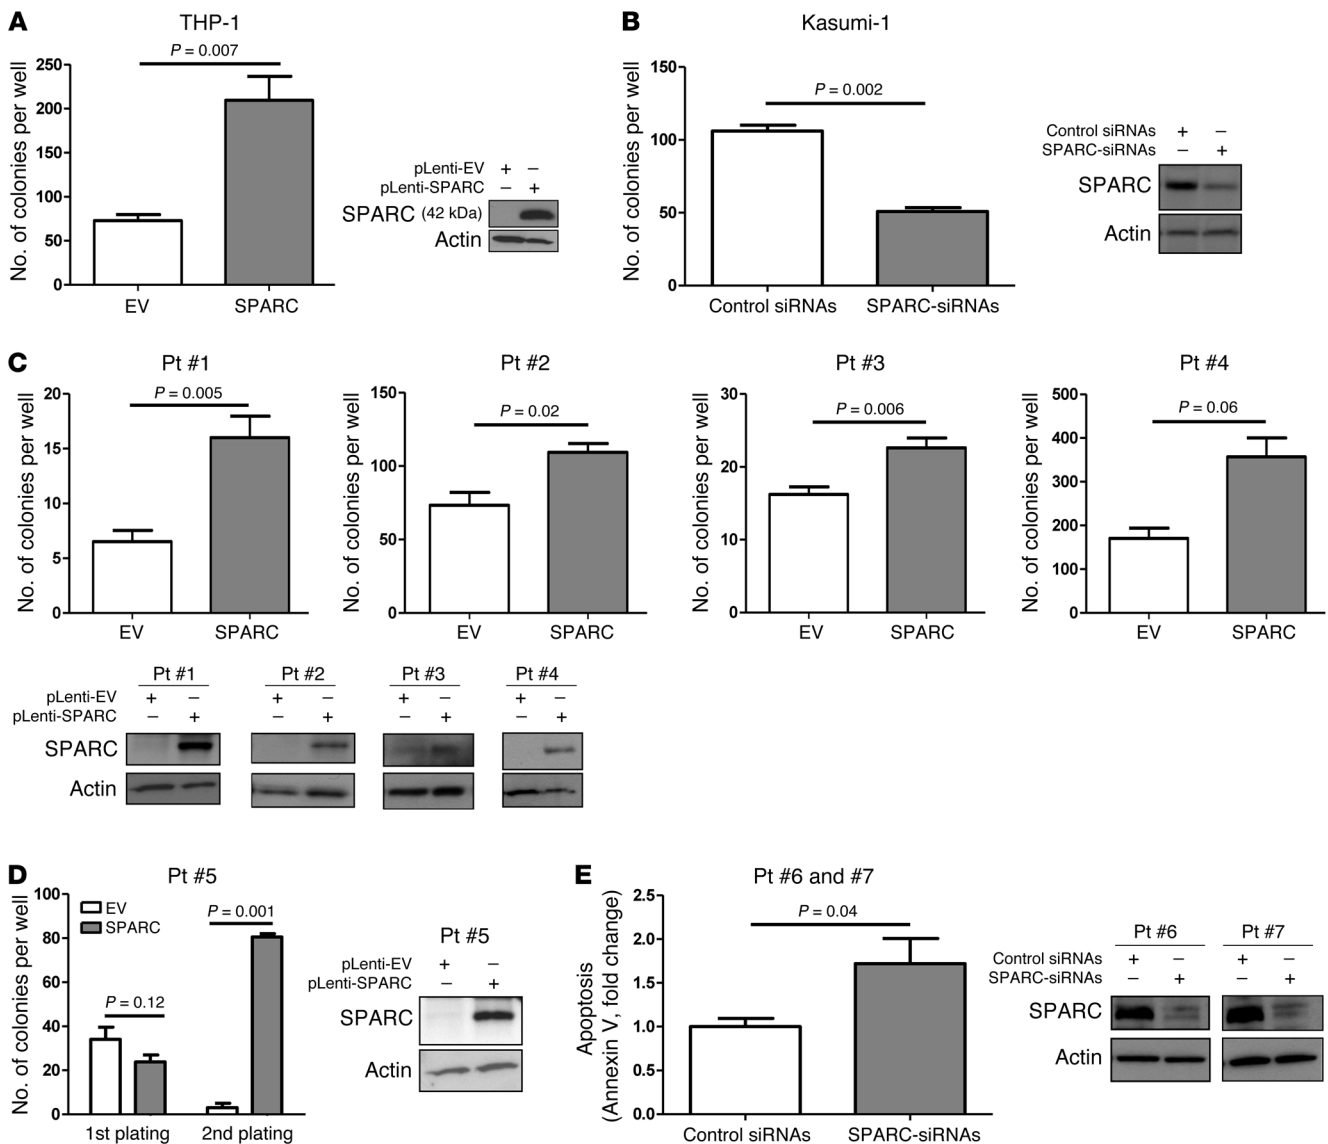 A
THP-1
P = 0.007
No. of colonies per well
250
200
150
100
50
0
EV
SPARC
pLenti-EV + –
pLenti-SPARC – +
SPARC (42 kDa)
Actin
B
Kasumi-1
P = 0.002
No. of colonies per well
150
100
50
0
Control siRNAs
SPARC-siRNAs
Control siRNAs + –
SPARC-siRNAs – +
SPARC
Actin
C
Pt #1
P = 0.005
No. of colonies per well
20
15
10
5
0
EV
SPARC
Pt #2
P = 0.02
No. of colonies per well
150
100
50
0
EV
SPARC
Pt #3
P = 0.006
No. of colonies per well
30
20
10
0
EV
SPARC
Pt #4
P = 0.06
No. of colonies per well
500
400
300
200
100
0
EV
SPARC
Pt #1 Pt #2 Pt #3 Pt #4
pLenti-EV + – + – + – + –
pLenti-SPARC – + – + – + – +
SPARC
Actin
D
Pt #5
No. of colonies per well
100
80
60
40
20
0
EV
SPARC
P = 0.12
P = 0.001
1st plating
2nd plating
Pt #5
pLenti-EV + –
pLenti-SPARC – +
SPARC
Actin
E
Pt #6 and #7
P = 0.04
Apoptosis
(Annexin V, fold change)
2.5
2.0
1.5
1.0
0.5
0.0
Control siRNAs
SPARC-siRNAs
Pt #6 Pt #7
Control siRNAs + – + –
SPARC-siRNAs – + – +
SPARC
Actin